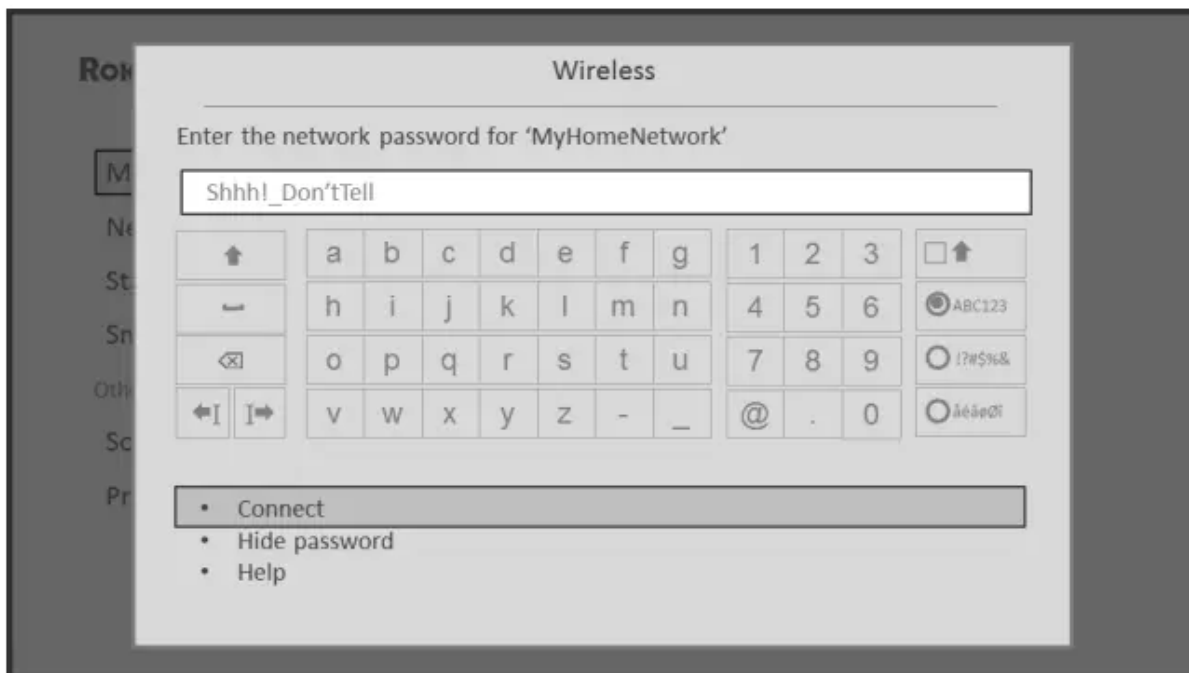 Wireless
Enter the network password for ‘MyHomeNetwork’
Shhh!_Don’tTell
a b c d e f g 1 2 3
h i j k l m n 4 5 6 ABC123
o p q r s t u 7 8 9 !?#$%&
v w x y z - _ @ . 0
• Connect
• Hide password
• Help